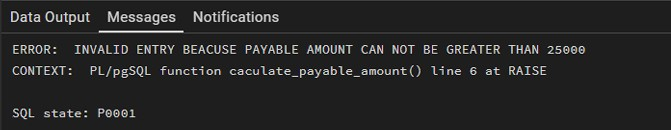 Data Output Messages Notifications
ERROR:  INVALID ENTRY BEACUSE PAYABLE AMOUNT CAN NOT BE GREATER THAN 25000
CONTEXT:  PL/pgSQL function caculate_payable_amount() line 6 at RAISE
SQL state: P0001